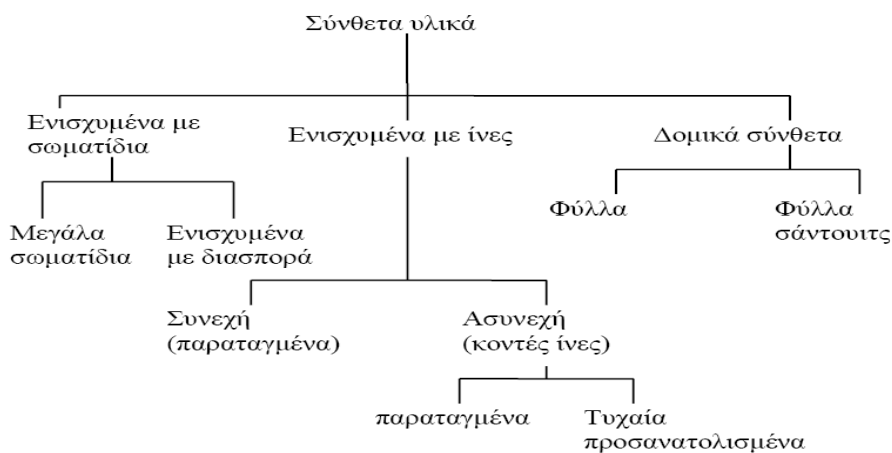 Σύνθετα υλικά
Ενισχυμένα με
σωματίδια
Ενισχυμένα με ίνες
Δομικά σύνθετα
Μεγάλα
σωματίδια
Ενισχυμένα
με διασπορά
Φύλλα
Φύλλα
σάντουιτς
Συνεχή
(παραταγμένα)
Ασυνεχή
(κοντές ίνες)
παραταγμένα
Τυχαία
προσανατολισμένα